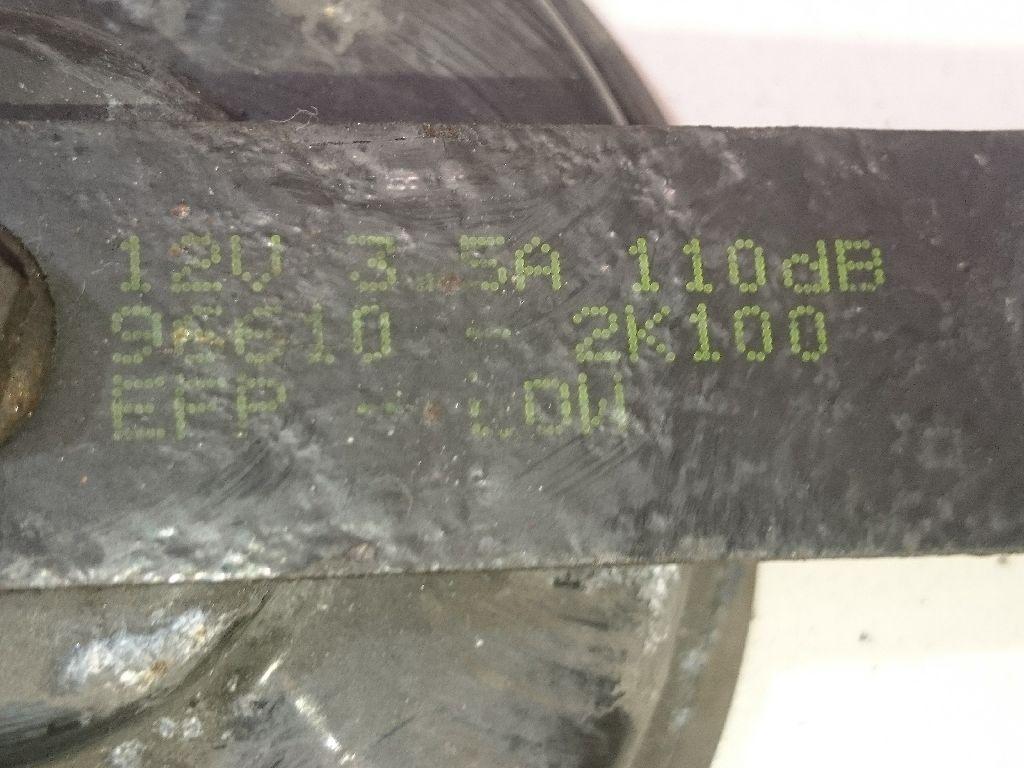 12V 3.5A 110dB
96610 - 2K100
EFP - LOW